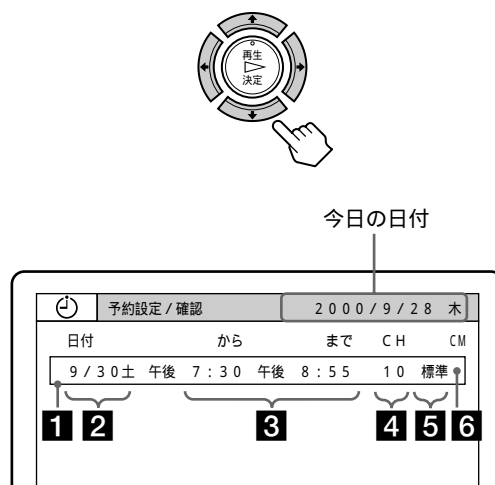 再生
決定
今日の日付
予約設定/確認 2000/9/28 木
日付 から まで CH CM
9/30土 午後 7:30 午後 8:55 10 標準
1 2 3 4 5 6